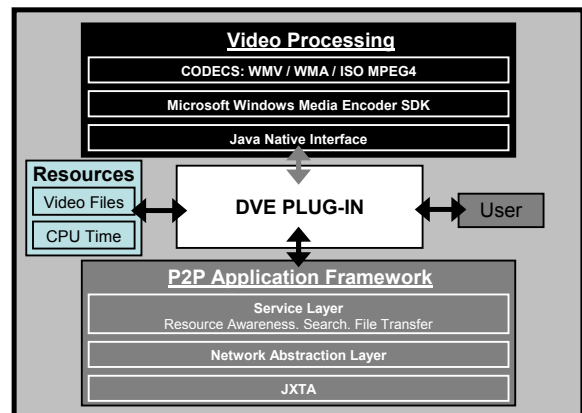 Video Processing
CODECS: WMV / WMA / ISO MPEG4
Microsoft Windows Media Encoder SDK
Java Native Interface
Resources
Video Files
CPU Time
DVE PLUG-IN
User
P2P Application Framework
Service Layer
Resource Awareness. Search. File Transfer
Network Abstraction Layer
JXTA